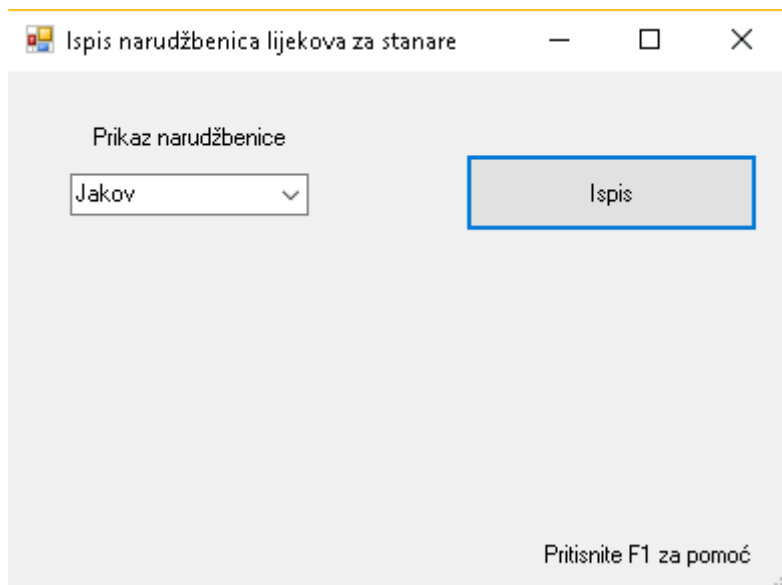 Ispis narudžbenica lijekova za stanare
Prikaz narudžbenice
Jakov
Ispis
Pritisnite F1 za pomoć